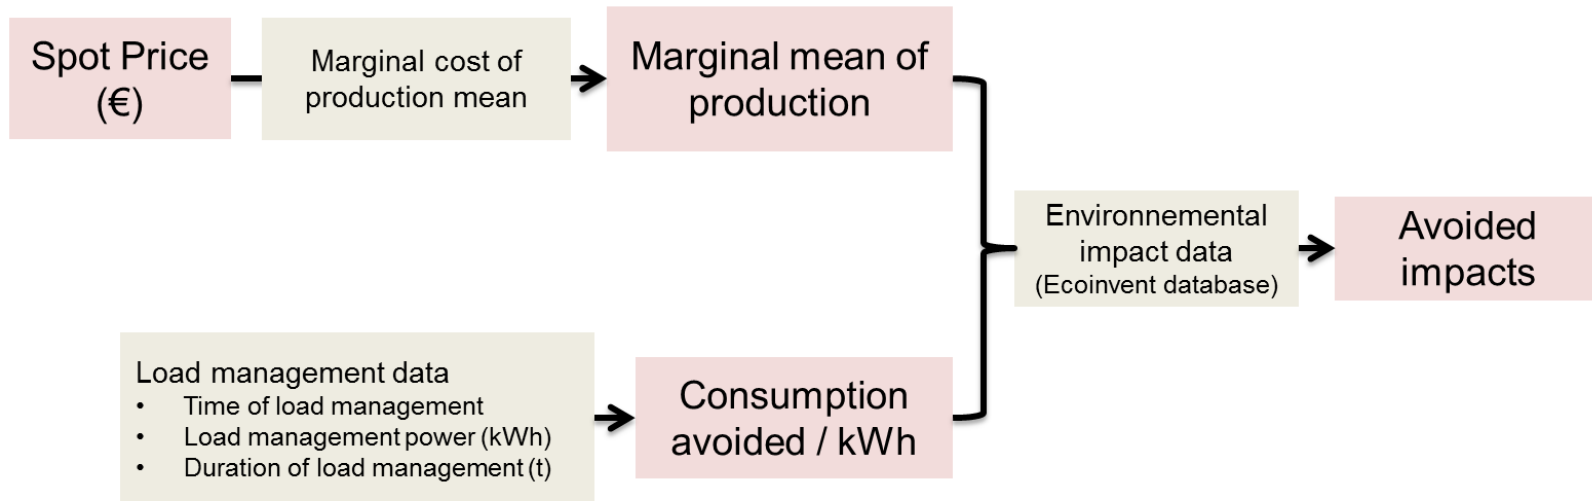 Spot Price
(€)
Marginal cost of
production mean
Marginal mean of
production
Environnemental
impact data
(Ecoinvent database)
Avoided
impacts
Load management data
• Time of load management
• Load management power (kWh)
• Duration of load management (t)
Consumption
avoided / kWh